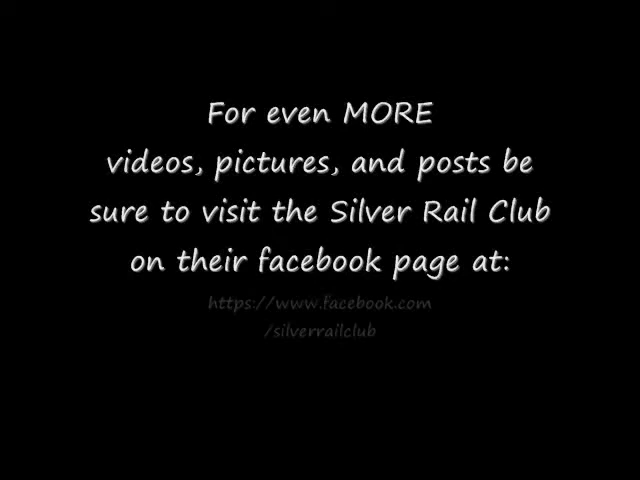 For even MORE
videos, pictures, and posts be
sure to visit the Silver Rail Club
on their facebook page at:
https://www.facebook.com
/silverrailclub